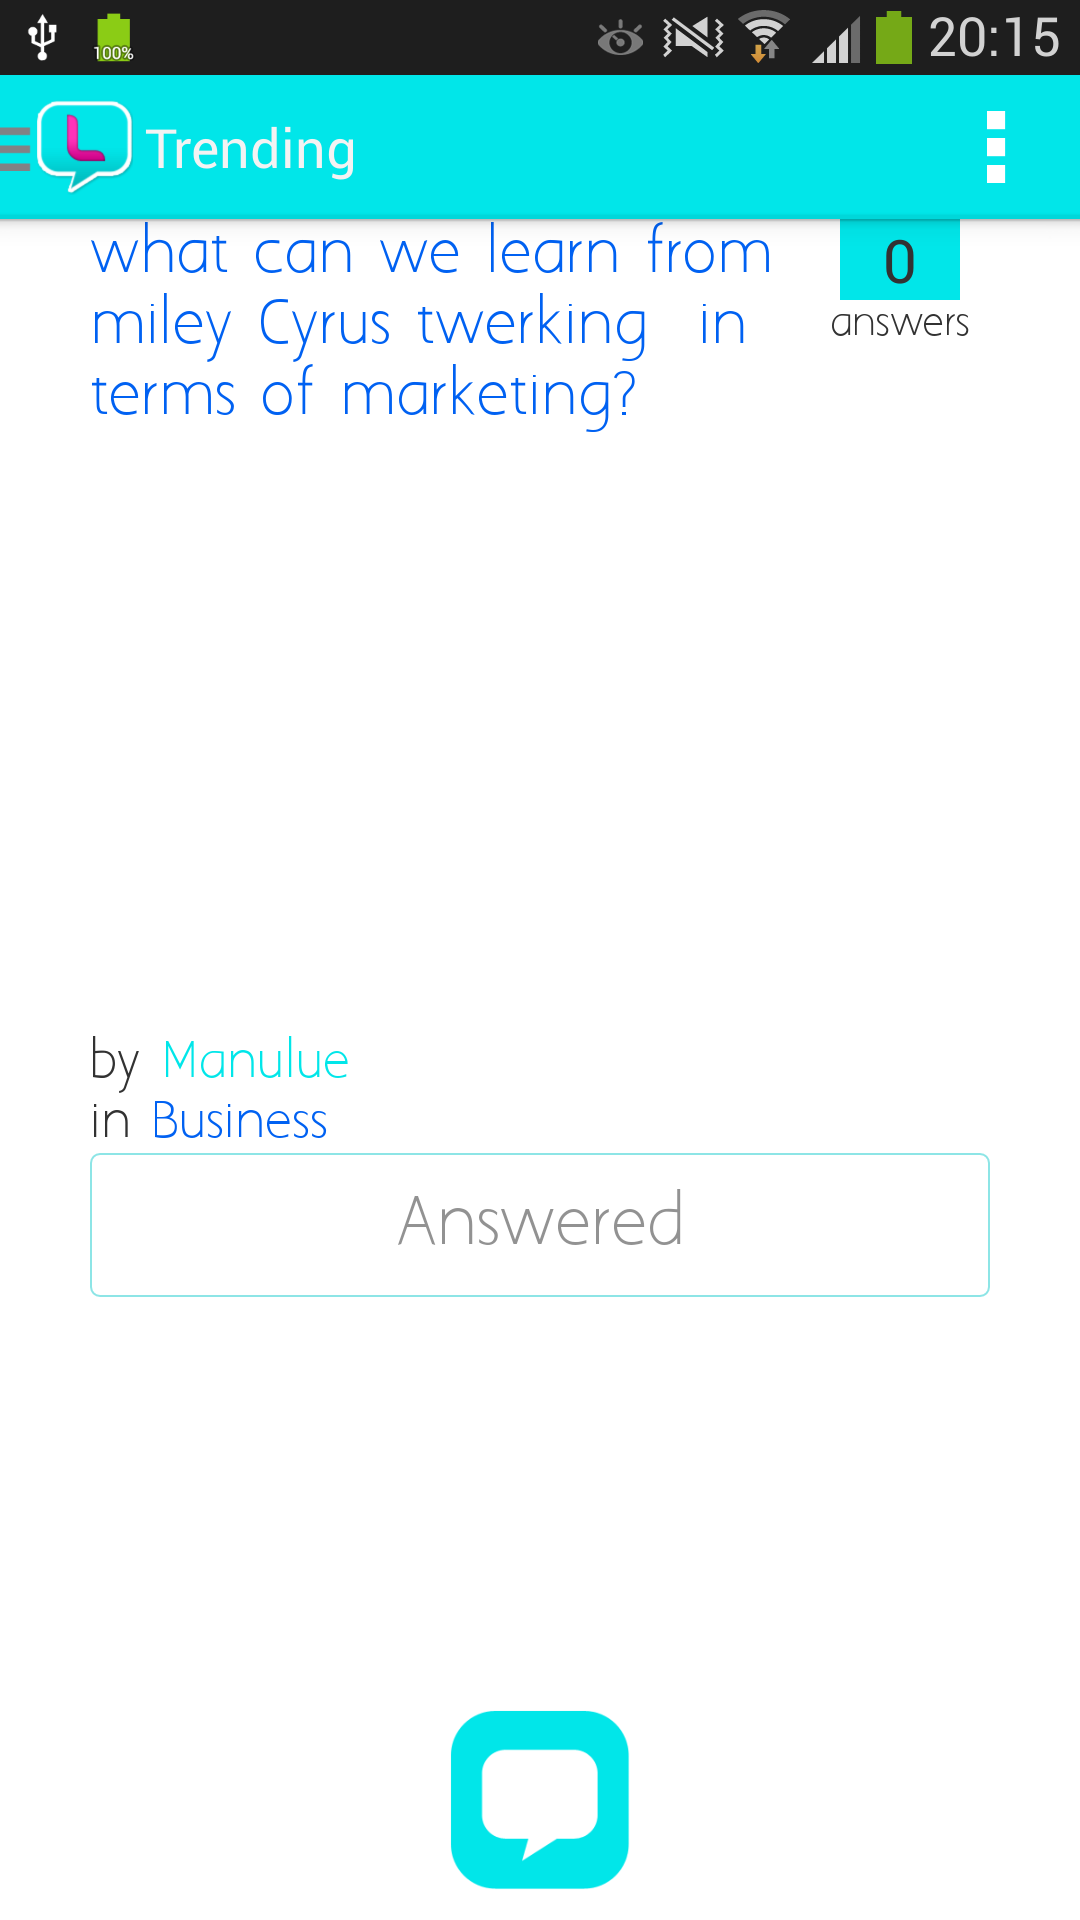 100%
20:15
L Trending
what can we learn from
miley Cyrus twerking in
terms of marketing?
0
answers
by Manulue
in Business
Answered